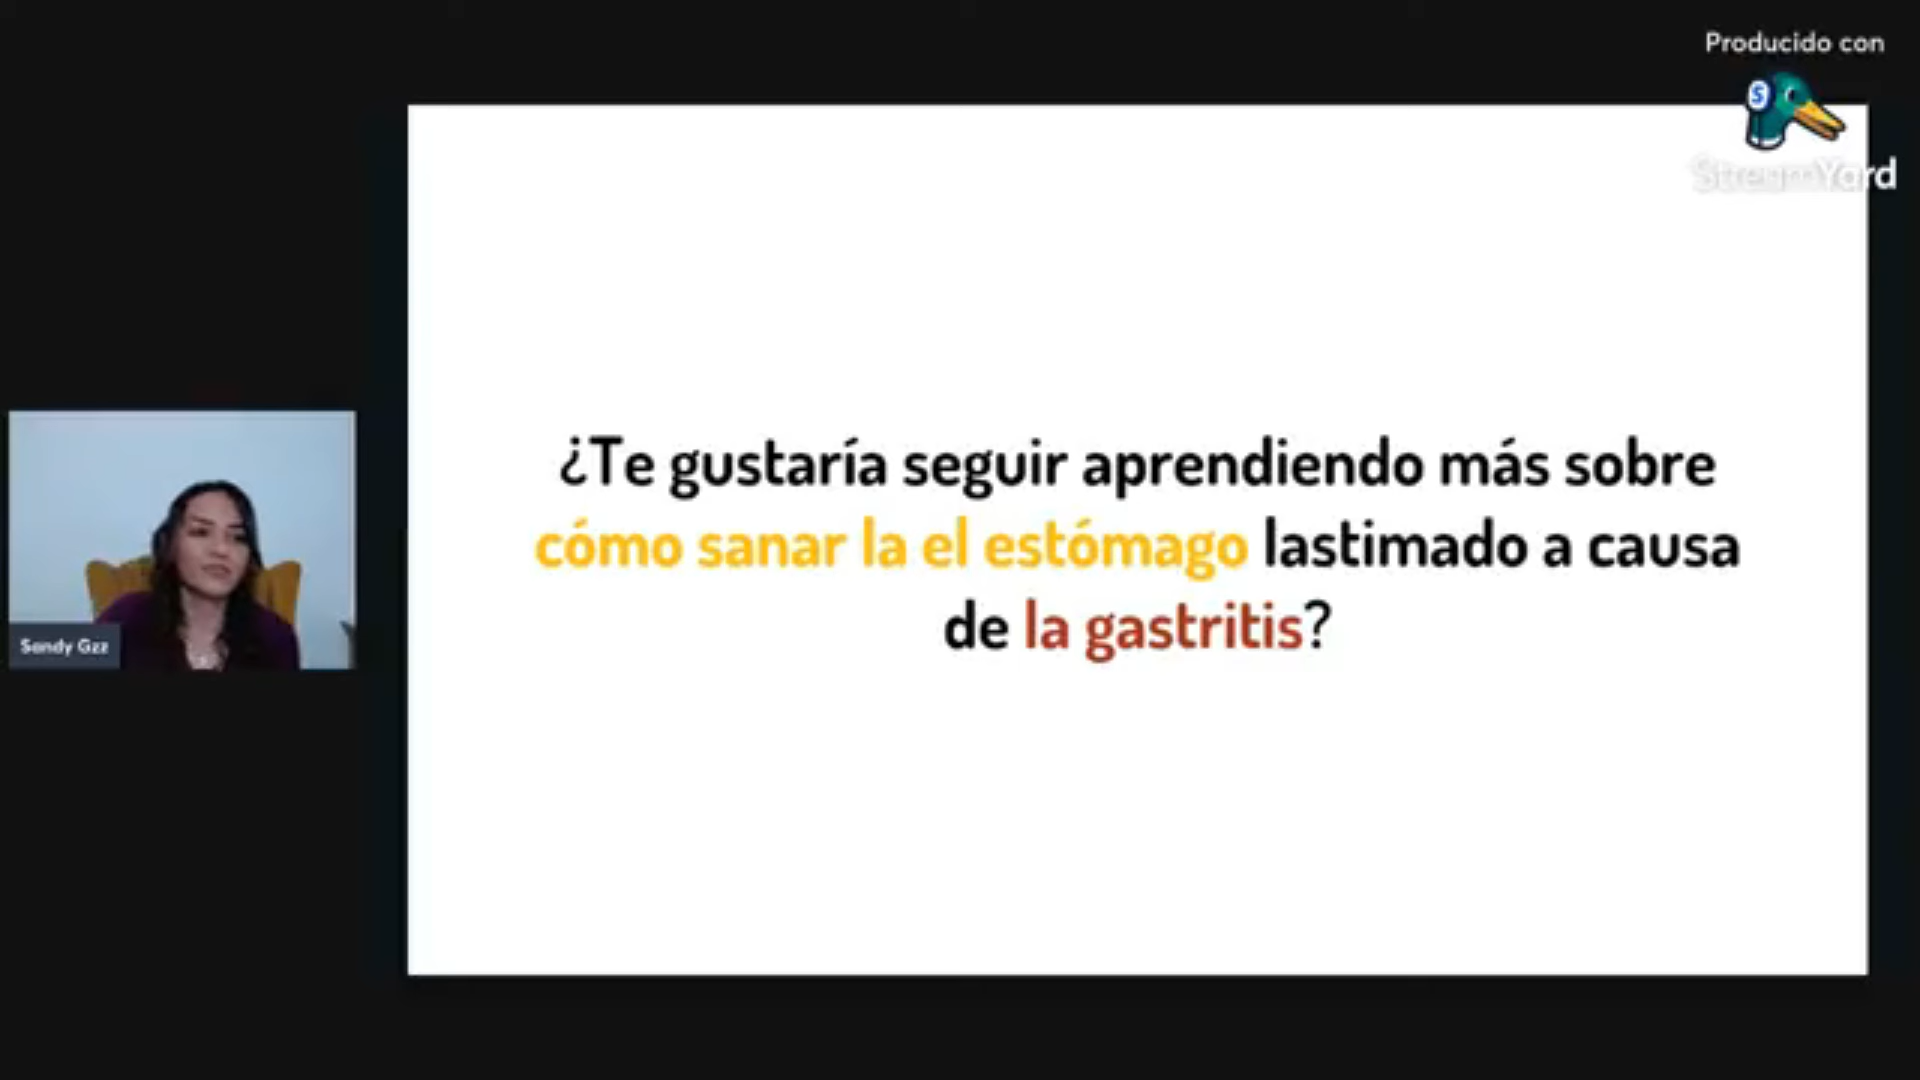 Producido con
S
StreamYard
¿Te gustaría seguir aprendiendo más sobre
cómo sanar la el estómago lastimado a causa
de la gastritis?
Sandy Gzz